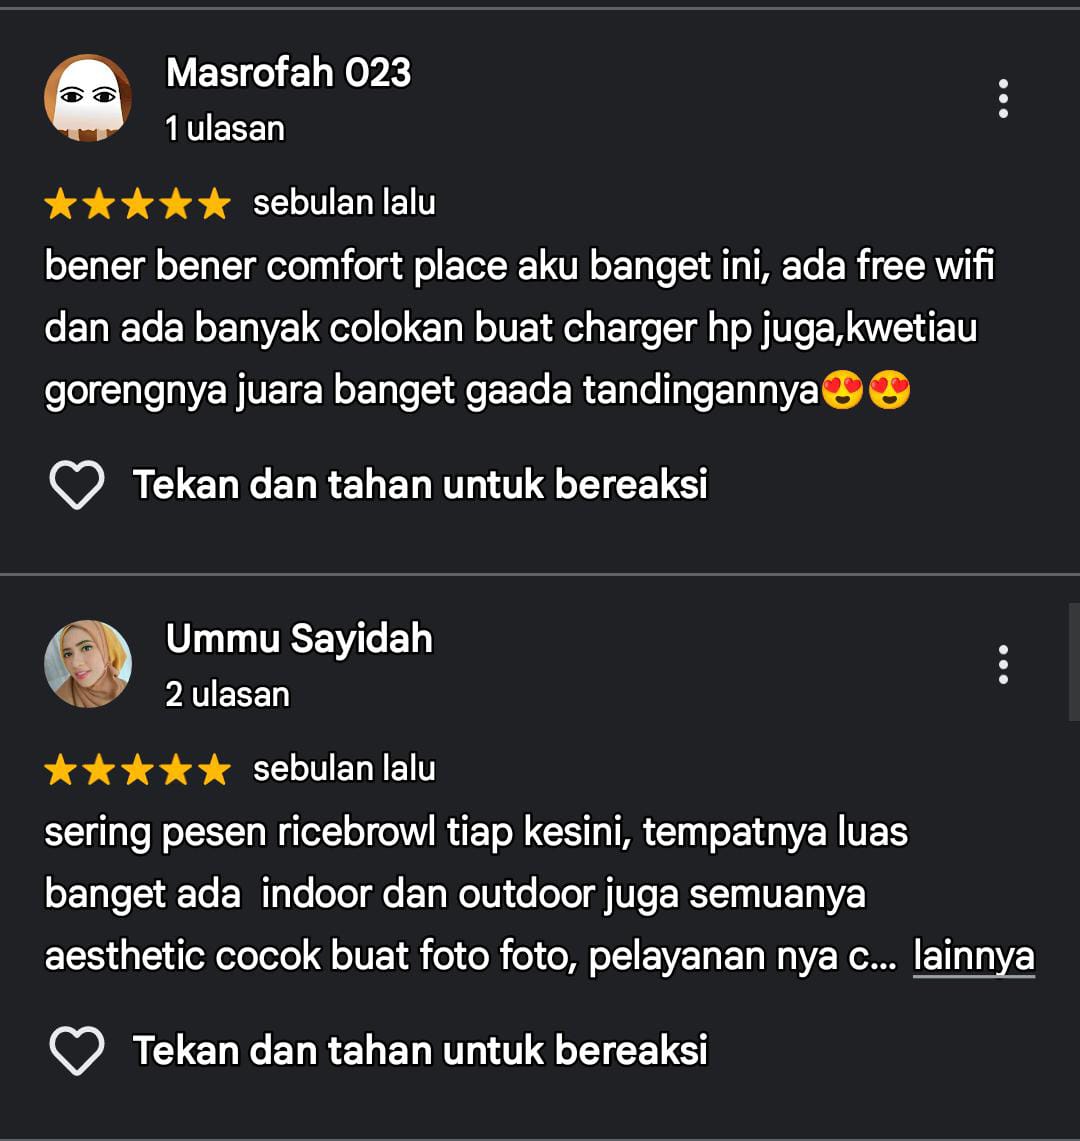 Masrofah 023
1 ulasan
sebulan lalu
bener bener comfort place aku banget ini, ada free wifi
dan ada banyak colokan buat charger hp juga,kwetiau
gorengnya juara banget gaada tandingannya😍😍
Tekan dan tahan untuk bereaksi
Ummu Sayidah
2 ulasan
sebulan lalu
sering pesen ricebrowl tiap kesini, tempatnya luas
banget ada  indoor dan outdoor juga semuanya
aesthetic cocok buat foto foto, pelayanan nya c... lainnya
Tekan dan tahan untuk bereaksi